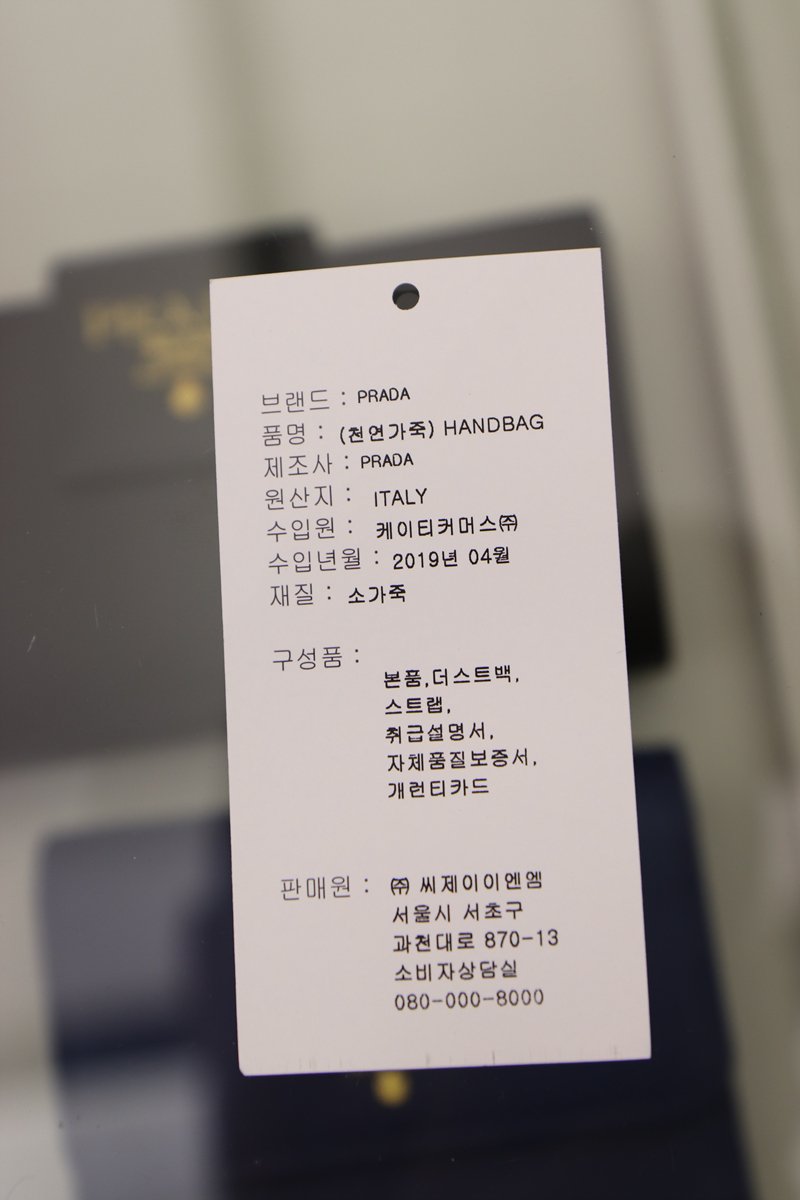 브랜드 : PRADA
품명 : (천연가죽) HANDBAG
제조사 : PRADA
원산지 : ITALY
수입원 : 케이티커머스㈜
수입년월 : 2019년 04월
재질 : 소가죽
구성품 :
본품,더스트백,
스트랩,
취급설명서,
자체품질보증서,
개런티카드
판매원 : ㈜ 씨제이이엔엠
서울시 서초구
과천대로 870-13
소비자상담실
080-000-8000